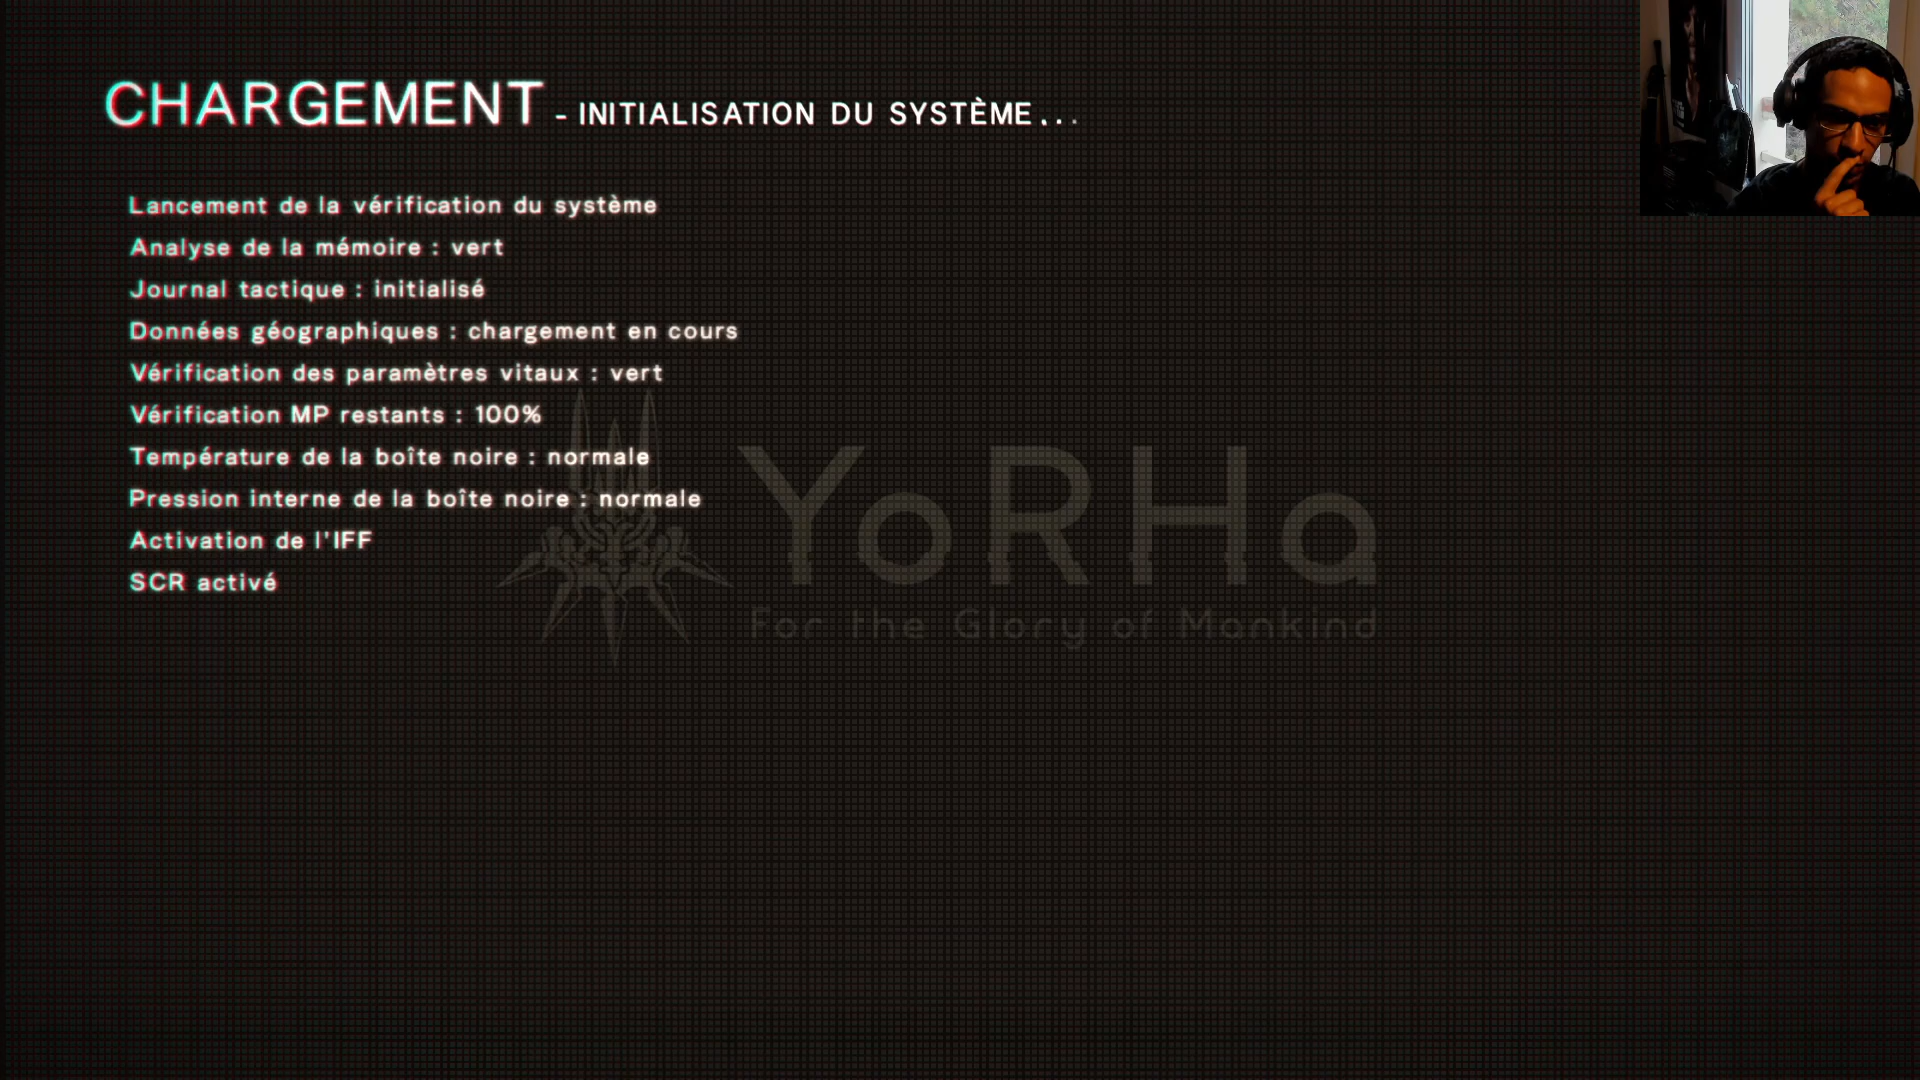 CHARGEMENT - INITIALISATION DU SYSTÈME...
Lancement de la vérification du système
Analyse de la mémoire : vert
Journal tactique : initialisé
Données géographiques : chargement en cours
Vérification des paramètres vitaux : vert
Vérification MP restants : 100%
Température de la boîte noire : normale
Pression interne de la boîte noire : normale
Activation de l'IFF
SCR activé
YoRHa
For the Glory of Mankind